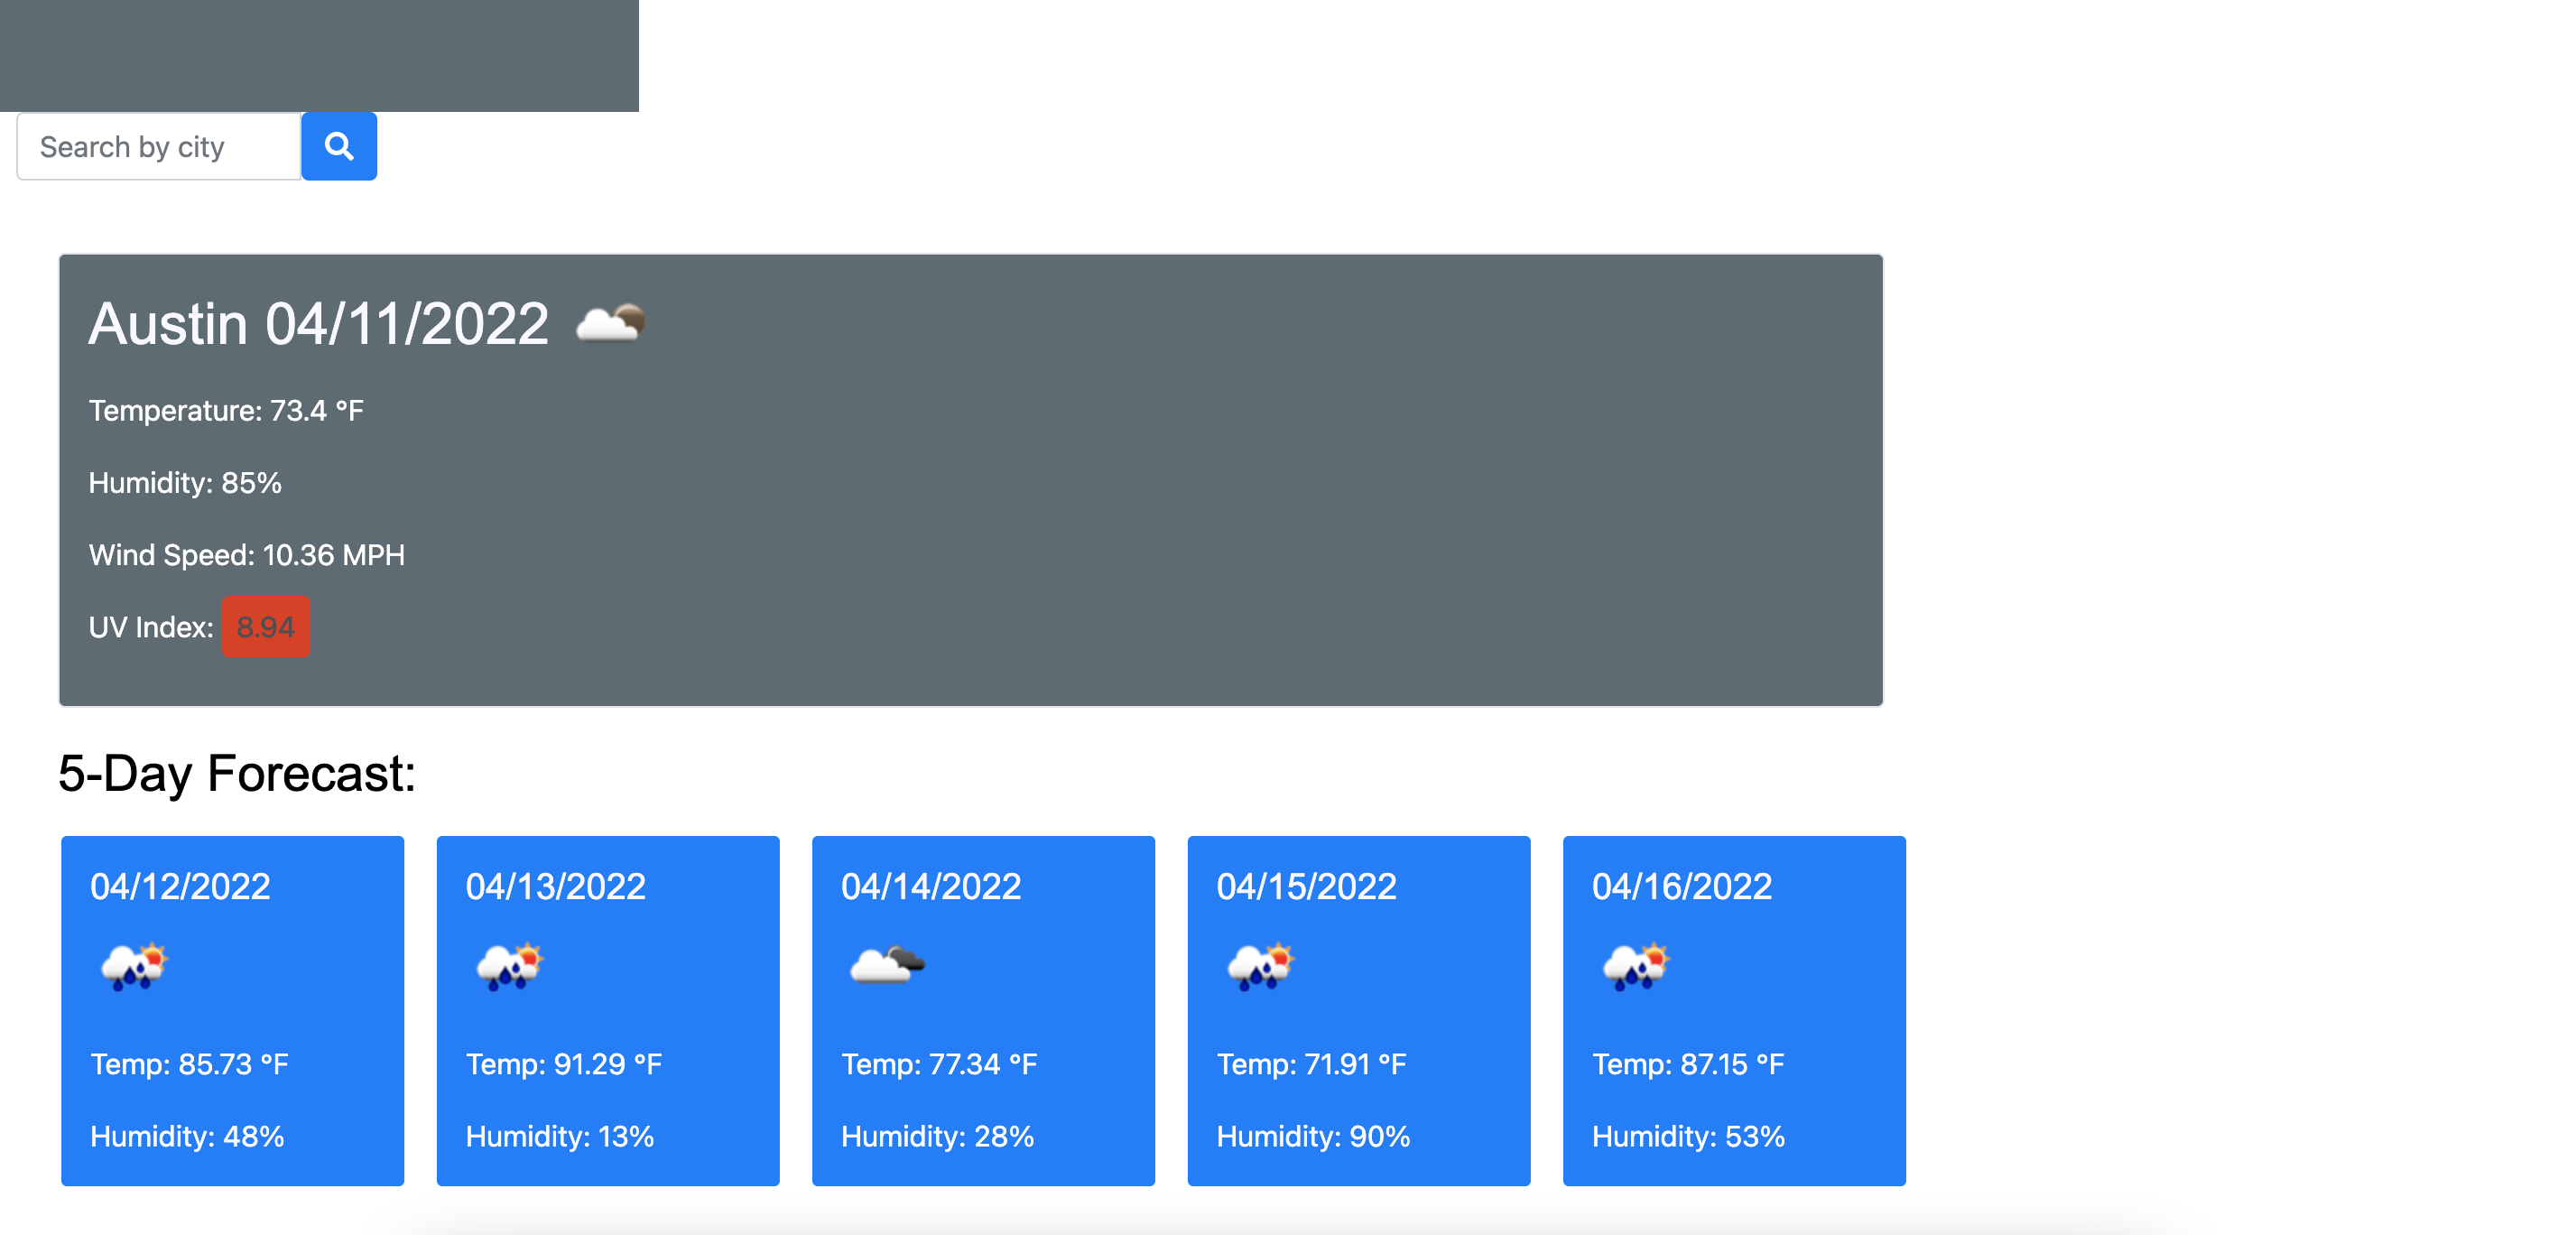 Search by city
Austin 04/11/2022
Temperature: 73.4 °F
Humidity: 85%
Wind Speed: 10.36 MPH
UV Index: 8.94
5-Day Forecast:
04/12/2022
Temp: 85.73 °F
Humidity: 48%
04/13/2022
Temp: 91.29 °F
Humidity: 13%
04/14/2022
Temp: 77.34 °F
Humidity: 28%
04/15/2022
Temp: 71.91 °F
Humidity: 90%
04/16/2022
Temp: 87.15 °F
Humidity: 53%